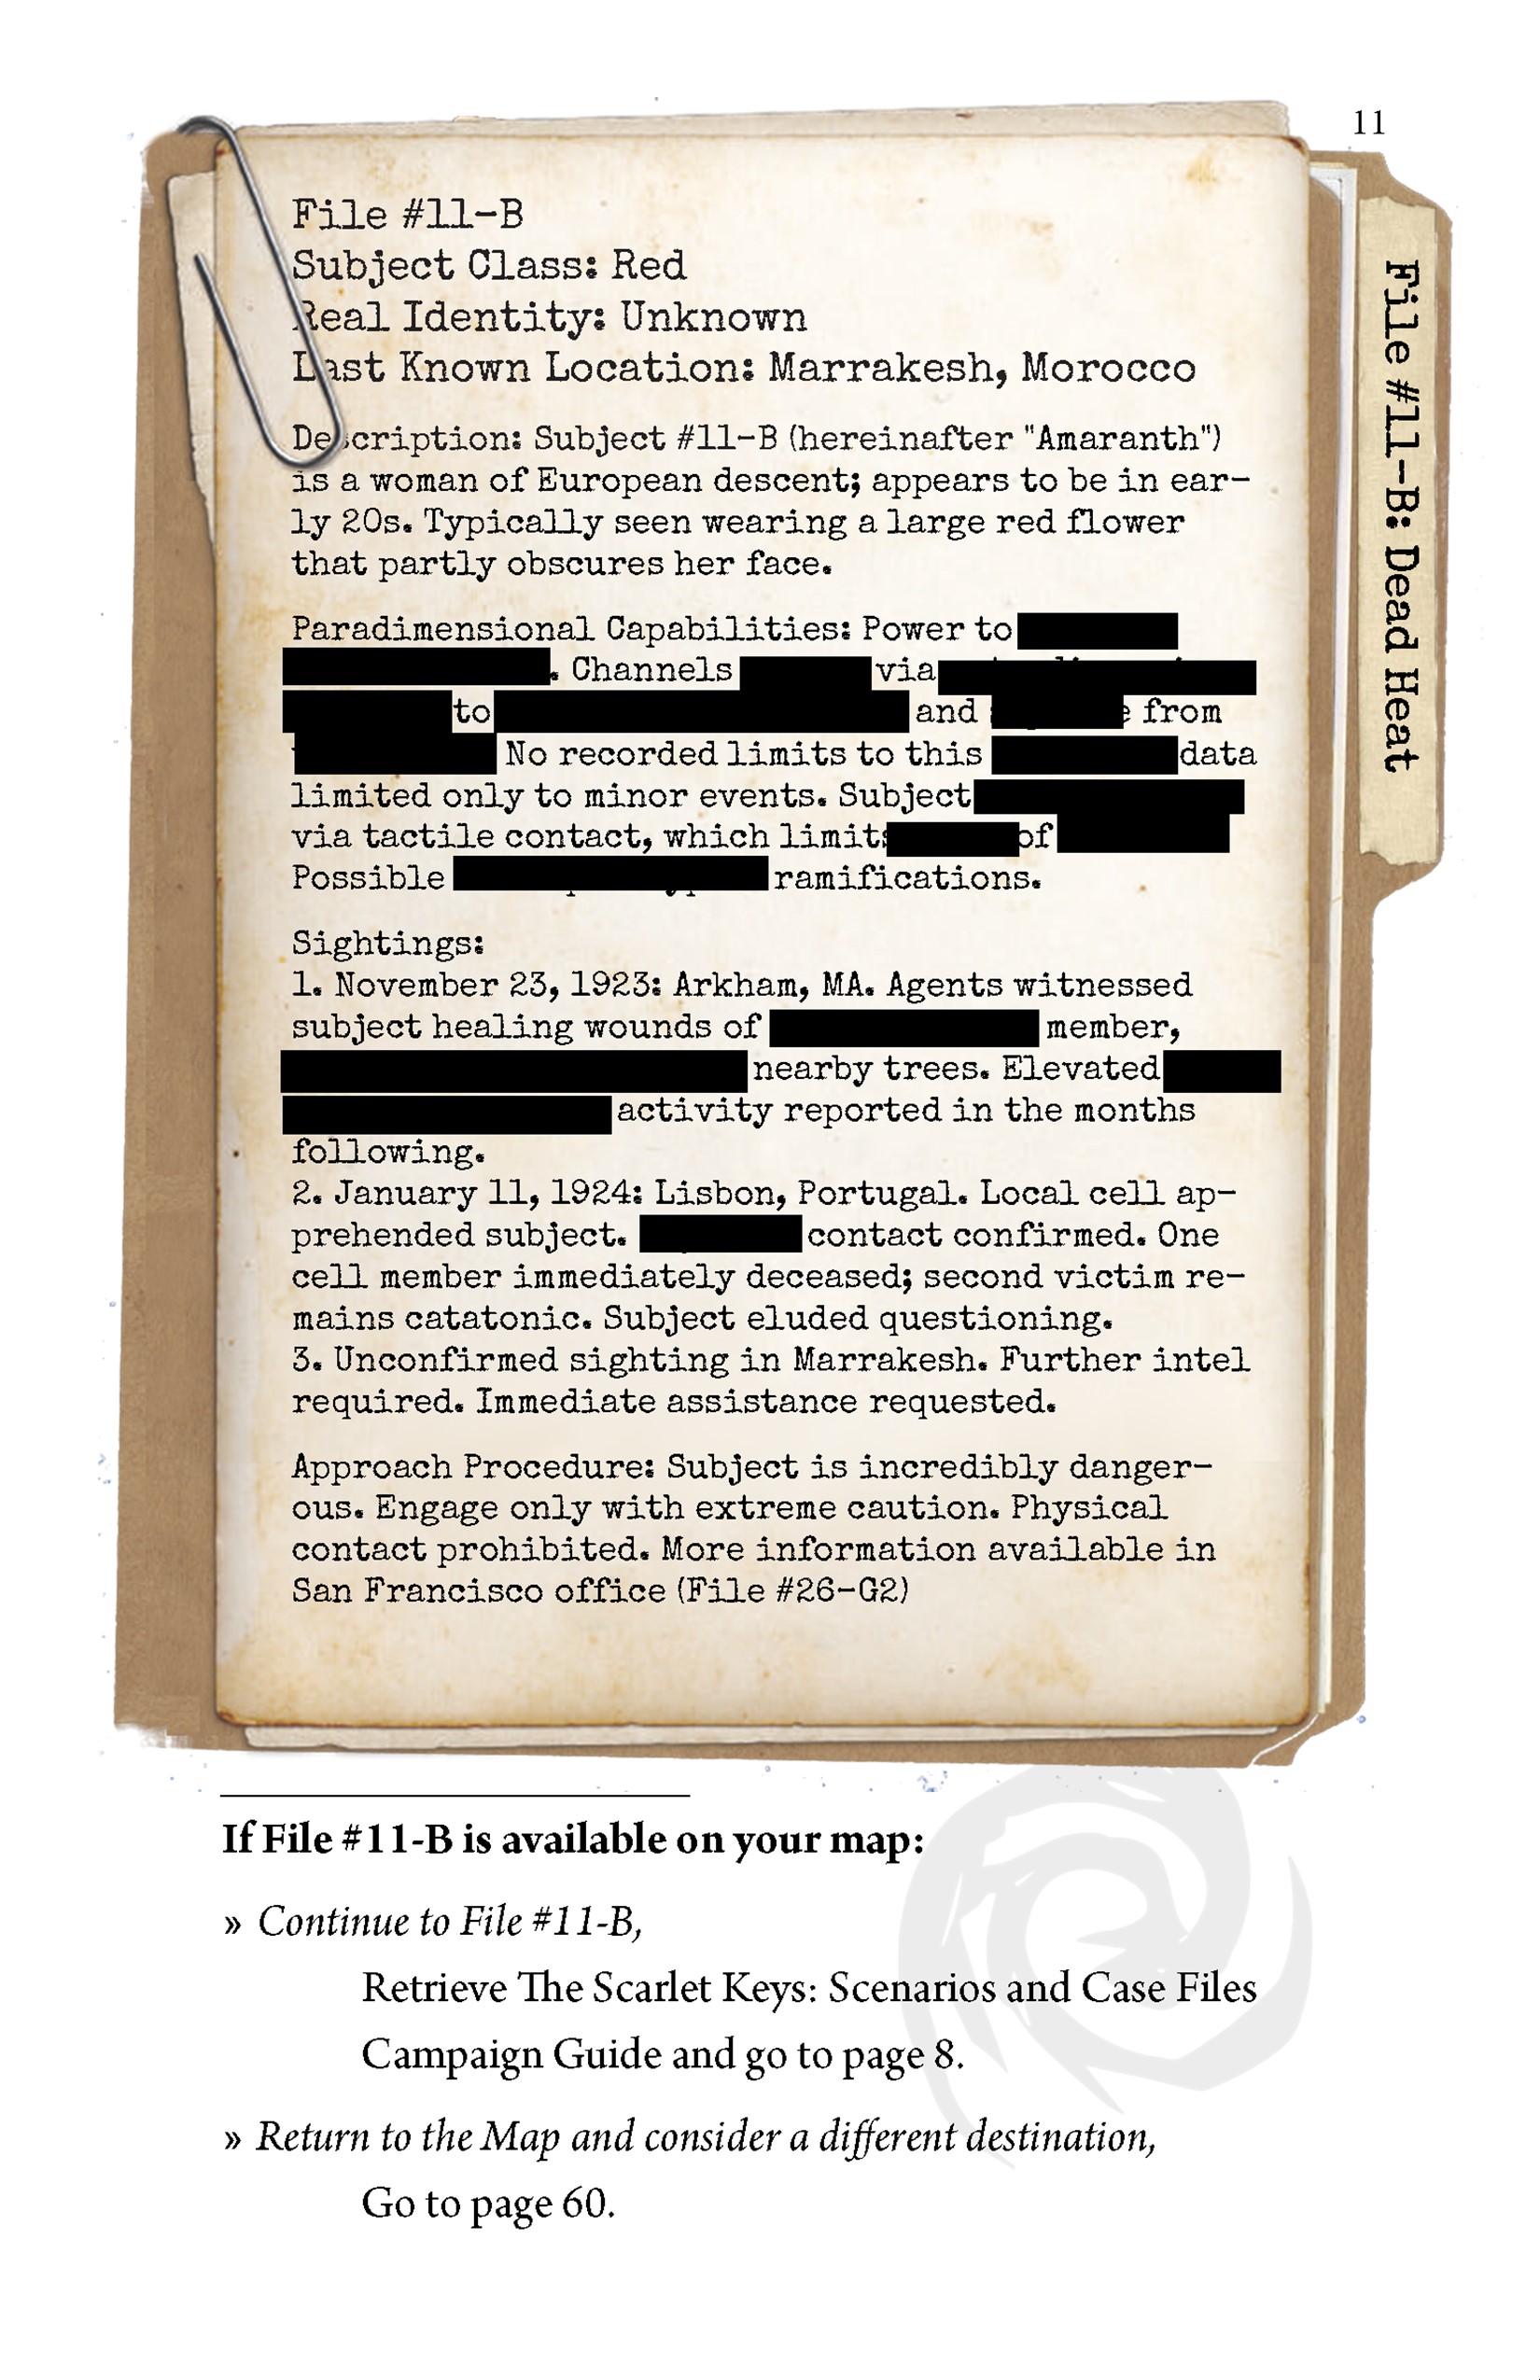 11
File #11-B
Subject Class: Red
Real Identity: Unknown
Last Known Location: Marrakesh, Morocco
Description: Subject #11-B (hereinafter "Amaranth")
is a woman of European descent; appears to be in ear-
ly 20s. Typically seen wearing a large red flower
that partly obscures her face.
Paradimensional Capabilities: Power to
. Channels via
to and from
No recorded limits to this data
limited only to minor events. Subject
via tactile contact, which limits of
Possible ramifications.
Sightings:
1. November 23, 1923: Arkham, MA. Agents witnessed
subject healing wounds of member,
nearby trees. Elevated
activity reported in the months
following.
2. January 11, 1924: Lisbon, Portugal. Local cell ap-
prehended subject. contact confirmed. One
cell member immediately deceased; second victim re-
mains catatonic. Subject eluded questioning.
3. Unconfirmed sighting in Marrakesh. Further intel
required. Immediate assistance requested.
Approach Procedure: Subject is incredibly danger-
ous. Engage only with extreme caution. Physical
contact prohibited. More information available in
San Francisco office (File #26-G2)
File #11-B: Dead Heat
If File #11-B is available on your map:
» Continue to File #11-B,
Retrieve The Scarlet Keys: Scenarios and Case Files
Campaign Guide and go to page 8.
» Return to the Map and consider a different destination,
Go to page 60.